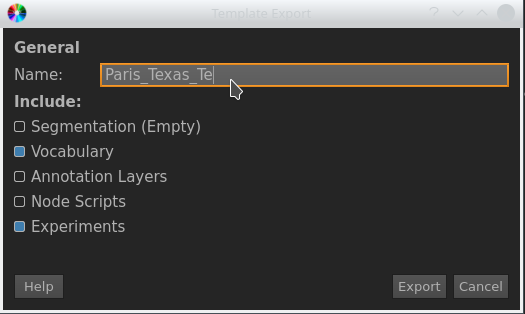 Template Export
General
Name: Paris_Texas_Te
Include:
Segmentation (Empty)
Vocabulary
Annotation Layers
Node Scripts
Experiments
Help Export Cancel